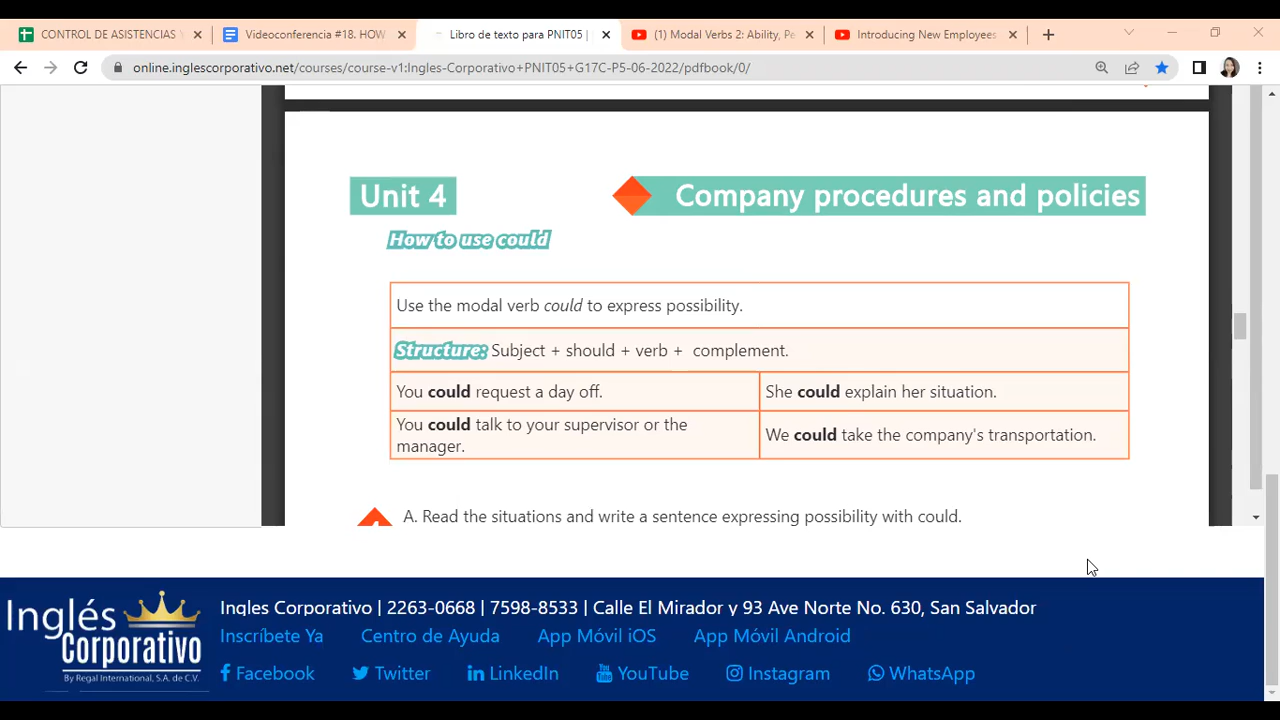 CONTROL DE ASISTENCIAS
Videoconferencia #18. HOW
Libro de texto para PNIT05 |
(1) Modal Verbs 2: Ability, Pe
Introducing New Employees
online.inglescorporativo.net/courses/course-v1:Ingles-Corporativo+PNIT05+G17C-P5-06-2022/pdfbook/0/
Unit 4
Company procedures and policies
How to use could
Use the modal verb could to express possibility.
Structure: Subject + should + verb + complement.
You could request a day off.
She could explain her situation.
You could talk to your supervisor or the
manager.
We could take the company's transportation.
A. Read the situations and write a sentence expressing possibility with could.
Inglés
Corporativo
By Regal International, S.A. de C.V.
Ingles Corporativo | 2263-0668 | 7598-8533 | Calle El Mirador y 93 Ave Norte No. 630, San Salvador
Inscríbete Ya
Centro de Ayuda
App Móvil iOS
App Móvil Android
Facebook
Twitter
LinkedIn
YouTube
Instagram
WhatsApp